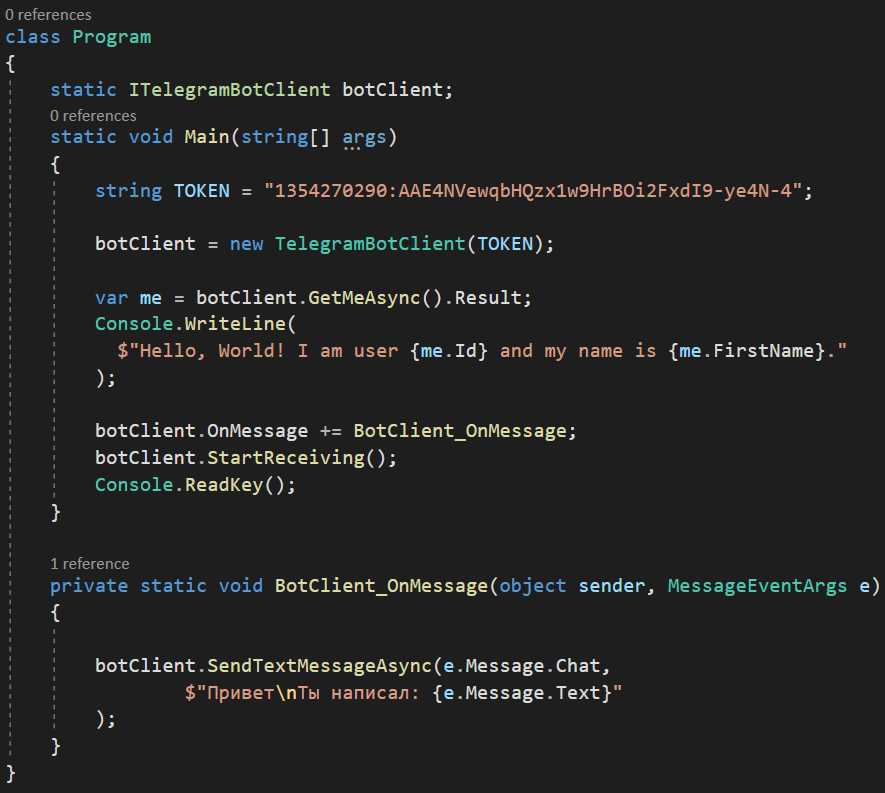 0 references
class Program
{
static ITelegramBotClient botClient;
0 references
static void Main(string[] args)
{
string TOKEN = "1354270290:AAE4NVewqbHQzx1w9HrBOi2FxdI9-ye4N-4";
botClient = new TelegramBotClient(TOKEN);
var me = botClient.GetMeAsync().Result;
Console.WriteLine(
$"Hello, World! I am user {me.Id} and my name is {me.FirstName}."
);
botClient.OnMessage += BotClient_OnMessage;
botClient.StartReceiving();
Console.ReadKey();
}
1 reference
private static void BotClient_OnMessage(object sender, MessageEventArgs e)
{
botClient.SendTextMessageAsync(e.Message.Chat,
$"Привет\nТы написал: {e.Message.Text}"
);
}
}